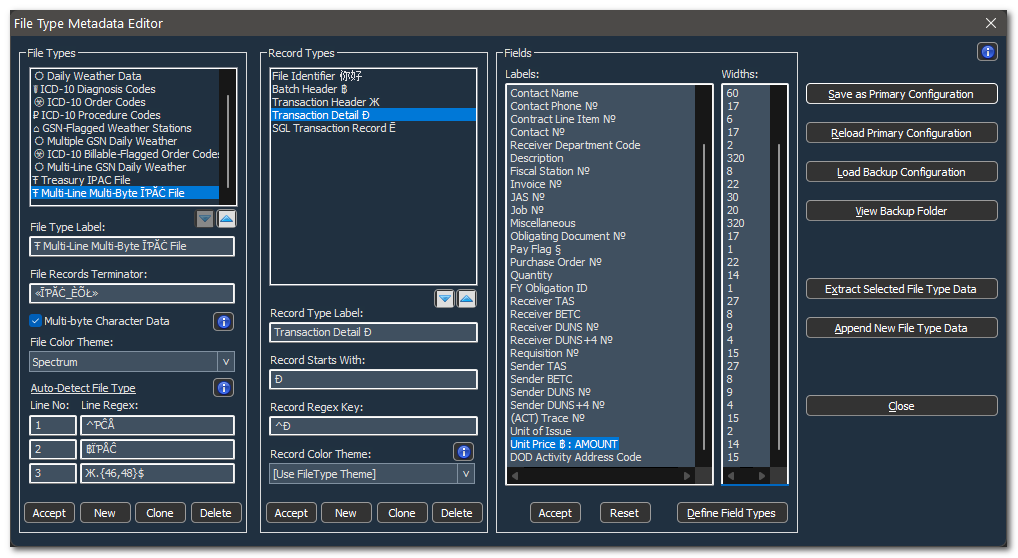 File Type Metadata Editor
File Types
○ Daily Weather Data
ICD-10 Diagnosis Codes
ICD-10 Order Codes
ICD-10 Procedure Codes
⌂ GSN-Flagged Weather Stations
○ Multiple GSN Daily Weather
ICD-10 Billable-Flagged Order Codes
○ Multi-Line GSN Daily Weather
Ŧ Treasury IPAC File
Ŧ Multi-Line Multi-Byte ĨƤĂĊ File
File Type Label:
Ŧ Multi-Line Multi-Byte ĨƤĂĊ File
File Records Terminator:
«ĨƤĂĊ_ĖÕŁ»
Multi-byte Character Data
File Color Theme:
Spectrum
Auto-Detect File Type
Line No:
Line Regex:
1
^ƤĈÂ
2
฿ĪƤÂĈ
3
Ж.{46,48}$
Accept
New
Clone
Delete
Record Types
File Identifier 你好
Batch Header ฿
Transaction Header Ж
Transaction Detail Đ
SGL Transaction Record Ē
Record Type Label:
Transaction Detail Đ
Record Starts With:
Đ
Record Regex Key:
^Đ
Record Color Theme:
[Use FileType Theme]
Accept
New
Clone
Delete
Fields
Labels:
Widths:
Contact Name 60
Contact Phone № 17
Contract Line Item № 6
Contact № 17
Receiver Department Code 2
Description 320
Fiscal Station № 8
Invoice № 22
JAS № 30
Job № 20
Miscellaneous 320
Obligating Document № 17
Pay Flag § 1
Purchase Order № 22
Quantity 14
FY Obligation ID 1
Receiver TAS 27
Receiver BETC 8
Receiver DUNS № 9
Receiver DUNS+4 № 4
Requisition № 15
Sender TAS 27
Sender BETC 8
Sender DUNS № 9
Sender DUNS+4 № 4
(ACT) Trace № 15
Unit of Issue 2
Unit Price ฿ : AMOUNT 14
DOD Activity Address Code 15
Accept
Reset
Define Field Types
Save as Primary Configuration
Reload Primary Configuration
Load Backup Configuration
View Backup Folder
Extract Selected File Type Data
Append New File Type Data
Close